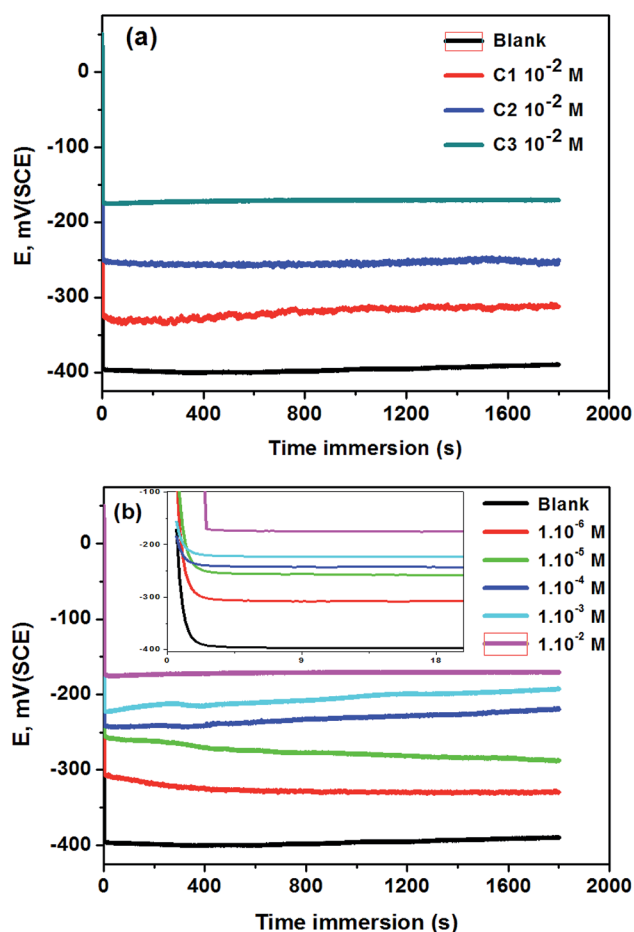 (a)
Blank
C1 10⁻² M
C2 10⁻² M
C3 10⁻² M
0
-100
-200
-300
-400
E, mV(SCE)
0 400 800 1200 1600 2000
Time immersion (s)
(b)
-100
-200
-300
-400
0 9 18
Blank
1.10⁻⁶ M
1.10⁻⁵ M
1.10⁻⁴ M
1.10⁻³ M
1.10⁻² M
0
-100
-200
-300
-400
E, mV(SCE)
0 400 800 1200 1600 2000
Time immersion (s)